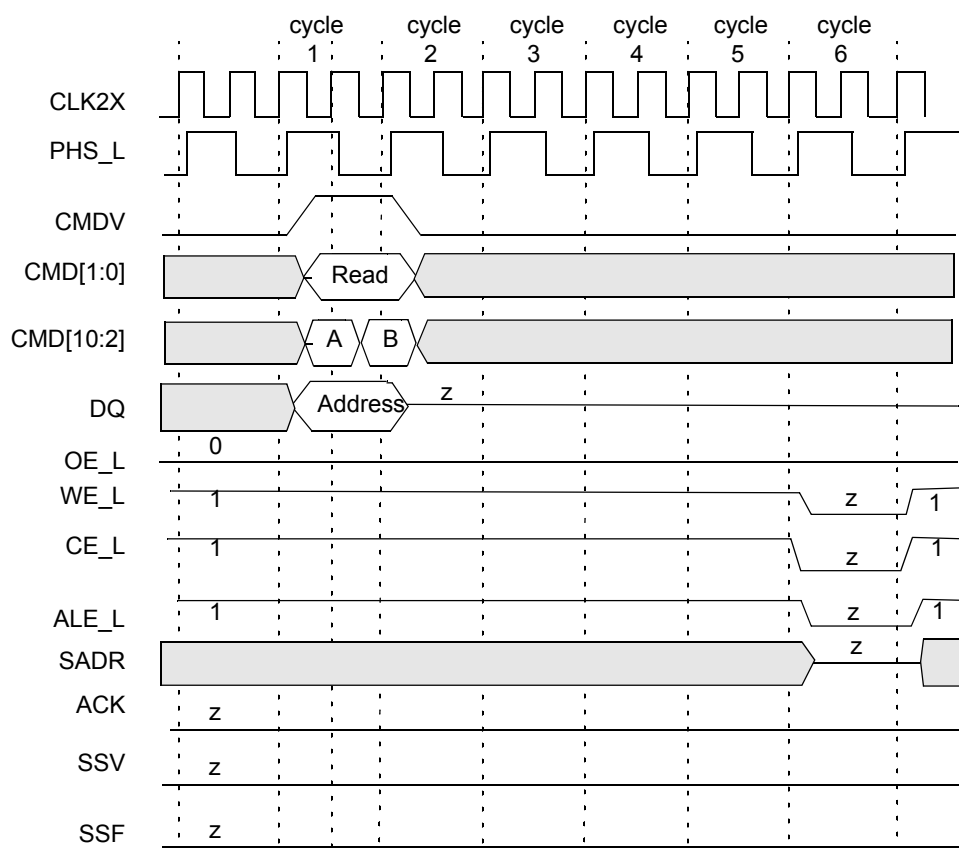 cycle cycle cycle cycle cycle cycle
1 2 3 4 5 6
CLK2X
PHS_L
CMDV
CMD[1:0] Read
CMD[10:2] A B
DQ Address z
OE_L 0
WE_L 1 z 1
CE_L 1 z 1
ALE_L 1 z 1
SADR z
ACK z
SSV z
SSF z